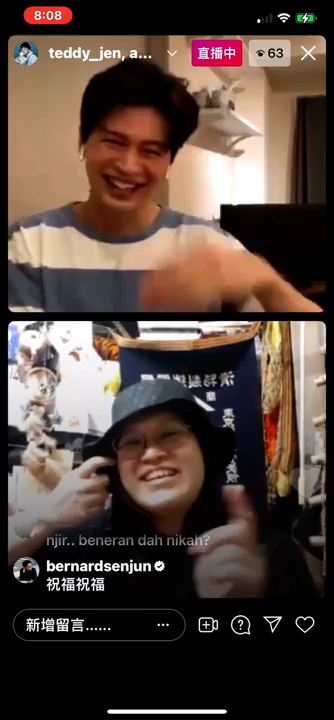 8:08
teddy_jen, a...
直播中
63
njir.. beneran dah nikah?
bernardsenjun
祝福祝福
新增留言......